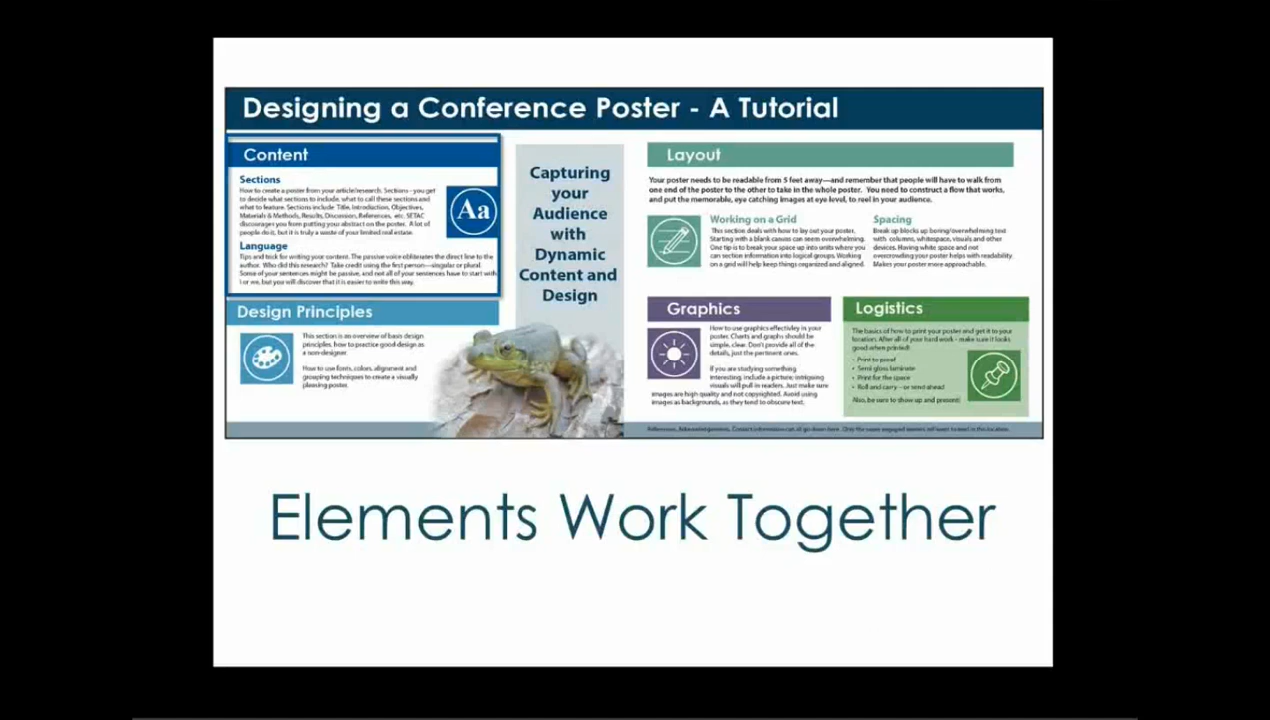 Designing a Conference Poster - A Tutorial
Content
Sections
How to create a poster from your article/research. Sections - you get
to decide what sections to include, what to call these sections and
what to feature. Sections include Title, Introduction, Objectives,
Materials & Methods, Results, Discussion, References, etc. SETAC
discourages you from putting your abstract on the poster. A lot of
people do it, but it is truly a waste of your limited real estate.
Aa
Language
Tips and trick for writing your content. The passive voice obliterates the direct line to the
author. Who did this research? Take credit using the first person—singular or plural.
Some of your sentences might be passive, and not all of your sentences have to start with
I or we, but you will discover that it is easier to write this way.
Design Principles
This section is an overview of basis design
principles, how to practice good-design as
a non-designer
How to use fonts, colors, alignment and
grouping techniques to create a visually
pleasing poster.
Capturing
your
Audience
with
Dynamic
Content and
Design
Layout
Your poster needs to be readable from 5 feet away—and remember that people will have to walk from
one end of the poster to the other to take in the whole poster. You need to construct a flow that works,
and put the memorable, eye catching images at eye level, to reel in your audience.
Working on a Grid
This section deals with how to lay out your poster.
Starting with a blank canvas can seem overwhelming.
One tip is to break your space up into units where you
can section information into logical groups. Working
on a grid will help keep things organized and aligned.
Spacing
Break up blocks up boring/overwhelming text
with columns, whitespace, visuals and other
devices. Having white space and not
overcrowding your poster helps with readability.
Makes your poster more approachable.
Graphics
How to use graphics effectivley in your
poster. Charts and graphs should be
simple, clear. Don't provide all of the
details, just the pertinent ones.
If you are studying something
interesting, include a picture; intriguing
visuals will pull in readers. Just make sure
images are high quality and not copyrighted. Avoid using
images as backgrounds, as they tend to obscure text.
Logistics
The basics of how to print your poster and get it to your
location. After all of your hard work - make sure it looks
good when printed!
• Print to proof
• Semi gloss laminate
• Print for the space
• Roll and carry—or send ahead
Also, be sure to show up and present!
References, Acknowledgements, Contact information can all go down here. Only the super engaged viewers will want to
Elements Work Together